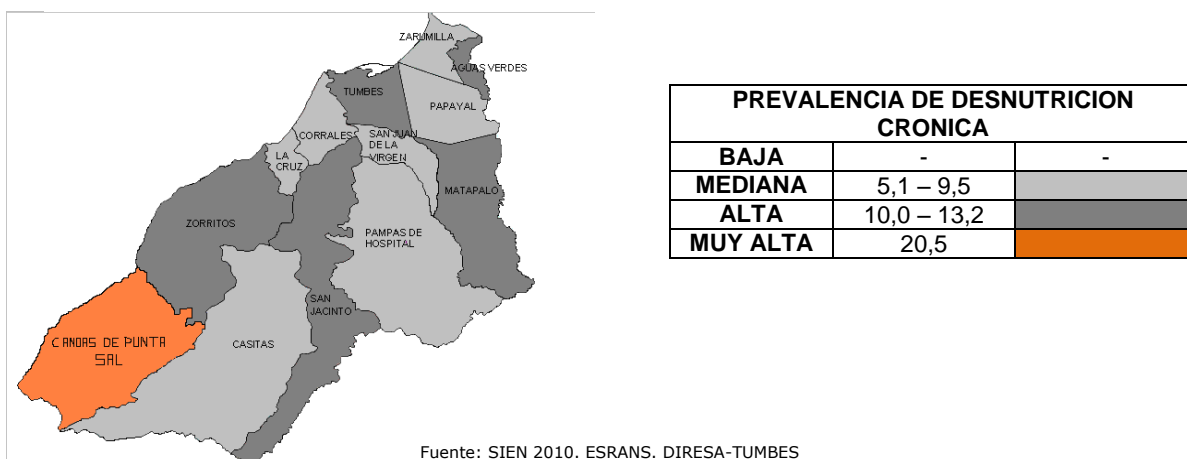 ZARUMILLA
AGUAS VERDES
TUMBES
PAPAYAL
CORRALES
SAN JUAN
DE LA
VIRGEN
LA
CRUZ
MATAPALO
ZORRITOS
PAMPAS DE
HOSPITAL
SAN
JACINTO
CANOAS DE PUNTA
SAL
CASITAS
PREVALENCIA DE DESNUTRICION
CRONICA
BAJA - -
MEDIANA 5,1 – 9,5
ALTA 10,0 – 13,2
MUY ALTA 20,5
Fuente: SIEN 2010. ESRANS. DIRESA-TUMBES